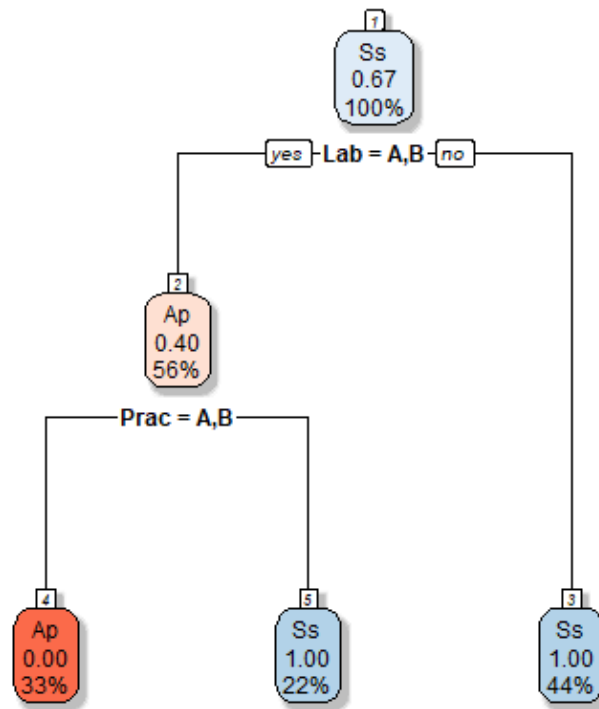 1
Ss
0.67
100%
yes Lab = A,B no
2
Ap
0.40
56%
Prac = A,B
4
Ap
0.00
33%
5
Ss
1.00
22%
3
Ss
1.00
44%